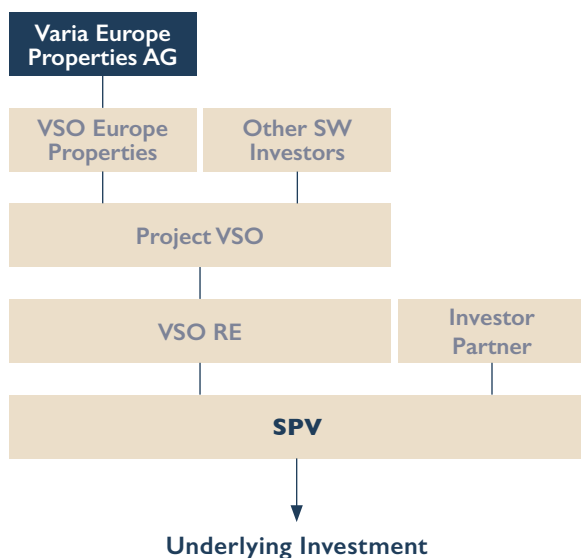 Varia Europe
Properties AG
VSO Europe
Properties
Other SW
Investors
Project VSO
VSO RE
Investor
Partner
SPV
Underlying Investment